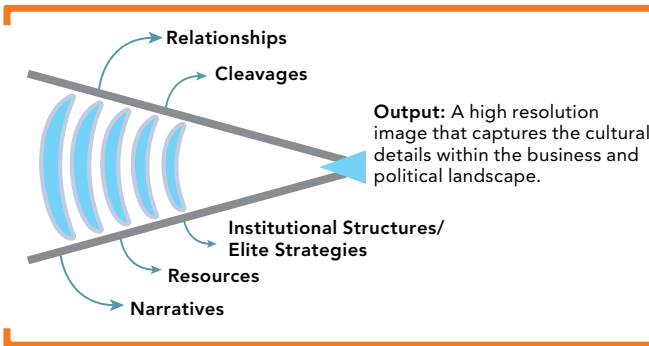 Relationships
Cleavages
Output: A high resolution
image that captures the cultural
details within the business and
political landscape.
Institutional Structures/
Elite Strategies
Resources
Narratives